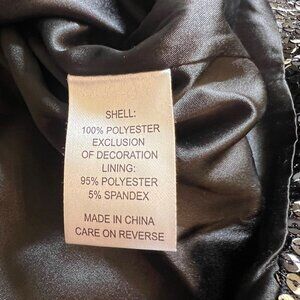 SHELL:
100% POLYESTER
EXCLUSION
OF DECORATION
LINING:
95% POLYESTER
5% SPANDEX
MADE IN CHINA
CARE ON REVERSE